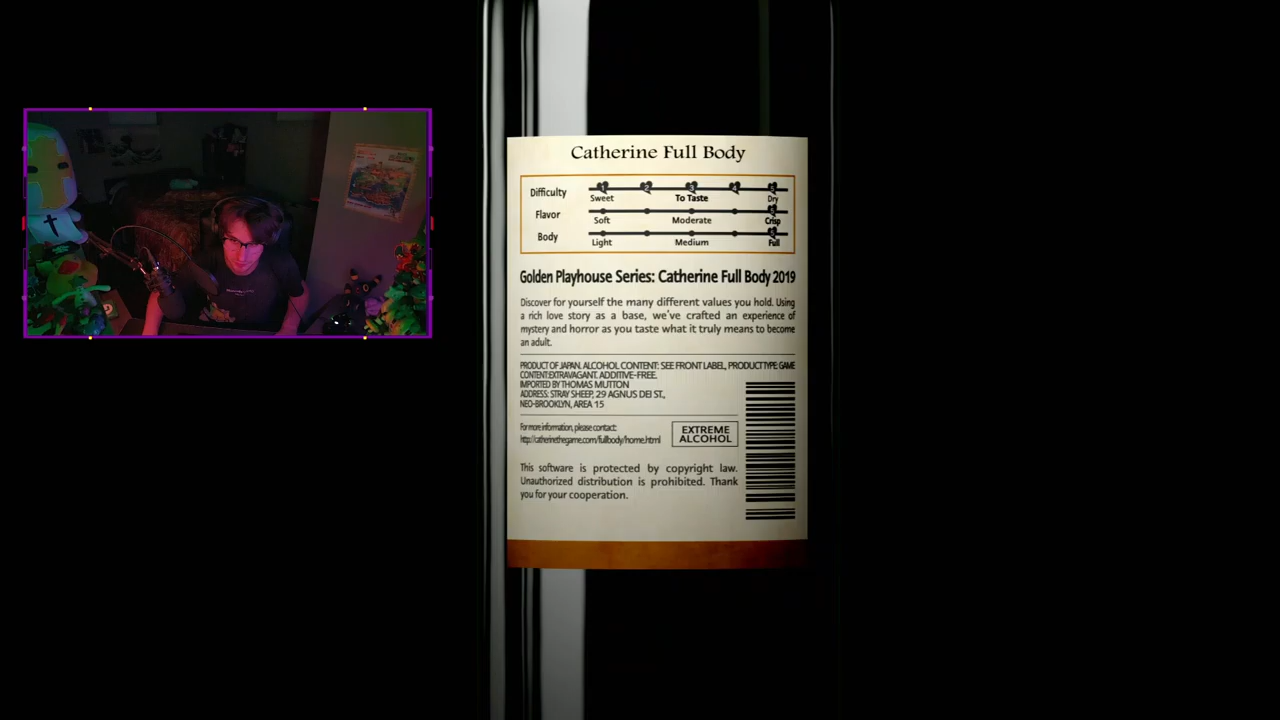 Catherine Full Body
Difficulty
Sweet To Taste Dry
Flavor
Soft Moderate Crisp
Body
Light Medium Full
Golden Playhouse Series: Catherine Full Body 2019
Discover for yourself the many different values you hold. Using
a rich love story as a base, we've crafted an experience of
mystery and horror as you taste what it truly means to become
an adult.
PRODUCT OF JAPAN. ALCOHOL CONTENT: SEE FRONT LABEL, PRODUCT TYPE: GAME
CONTENT:EXTRAVAGANT. ADDITIVE-FREE.
IMPORTED BY THOMAS MUTTON
ADDRESS: STRAY SHEEP, 29 AGNUS DEI ST.,
NEO-BROOKLYN, AREA 15
For more information, please contact:
http://catherinethegame.com/fullbody/home.html
EXTREME
ALCOHOL
This software is protected by copyright law.
Unauthorized distribution is prohibited. Thank
you for your cooperation.